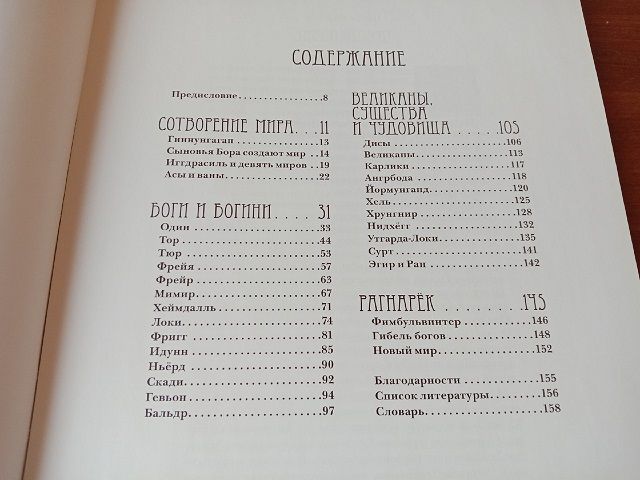 СОДЕРЖАНИЕ
Предисловие.................8
СОТВОРЕНИЕ МИРА. . 11
Гиннунгагап.................13
Сыновья Бора создают мир . .14
Иггдрасиль и девять миров . .19
Асы и ваны.................22
БОГИ И БОГИНИ. . . . 31
Один.................33
Тор.................44
Тюр.................53
Фрейя.................57
Фрейр.................63
Мимир.................67
Хеймдалль.................71
Локи.................74
Фригг.................81
Идунн.................85
Ньёрд.................90
Скади.................92
Гевьон.................94
Бальдр.................97
ВЕЛИКАНЫ,
СУЩЕСТВА
И ЧУДОВИЩА . . . . .105
Дисы.................106
Великаны.................113
Карлики.................117
Ангрбода.................118
Йормунганд.................120
Хель.................125
Хрунгнир.................128
Нидхёгг.................132
Утгарда-Локи.................135
Сурт.................141
Эгир и Ран.................142
РАГНАРЁК. . . . . . . .145
Фимбульвинтер.................146
Гибель богов.................148
Новый мир.................152
Благодарности.................155
Список литературы.................156
Словарь.................158